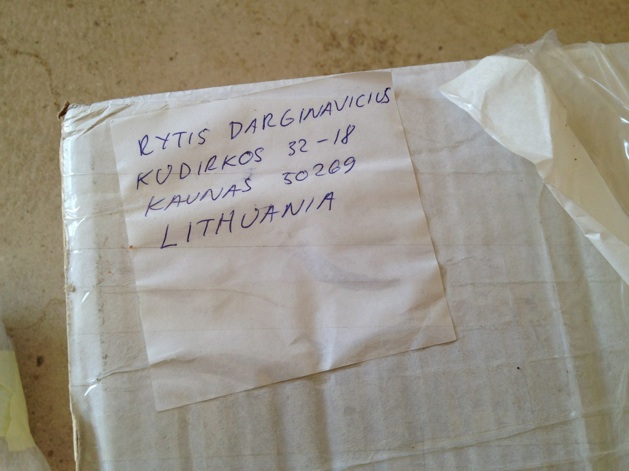 RYTIS DARGINAVICIUS
KUDIRKOS 32-18
KAUNAS 50269
LITHUANIA